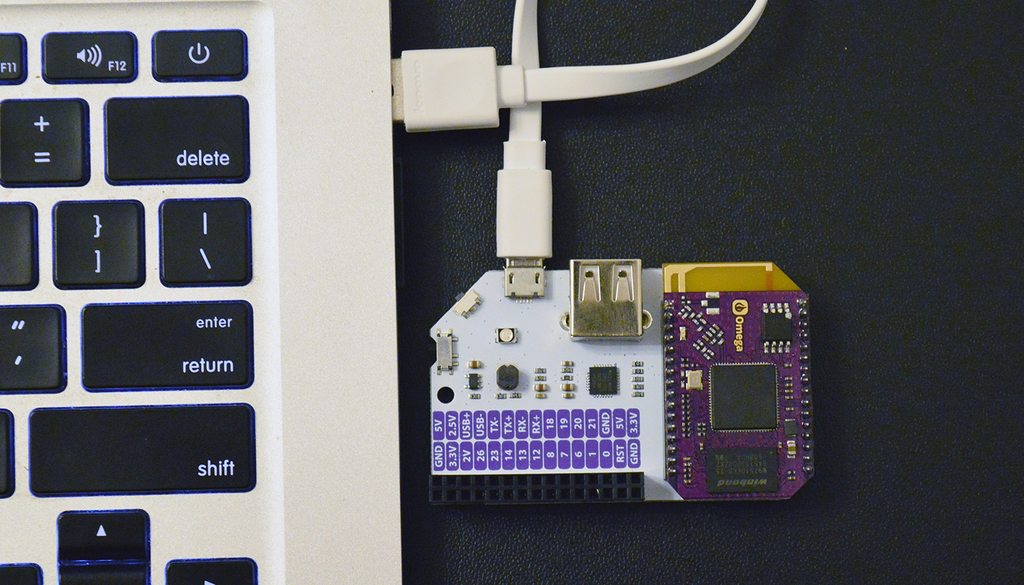 F11
F12
+
=
delete
}
]
|
\
"
'
enter
return
shift
Omega
5V 2.5V USB+ USB- TX- TX+ RX- RX+ 18 19 20 21 GND 5V 3.3V
GND 3.3V 2V 26 23 14 13 12 8 7 6 1 0 RST GND
winbond